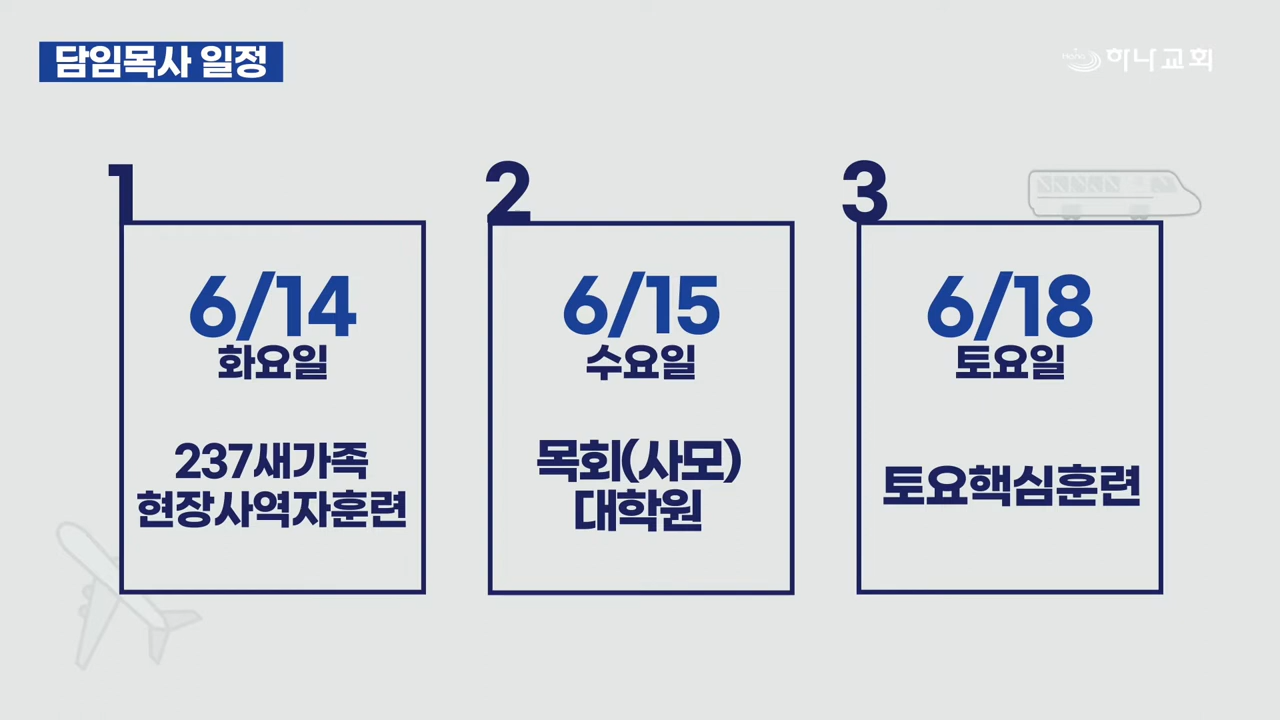 담임목사 일정
하나교회
1
6/14
화요일
237새가족
현장사역자훈련
2
6/15
수요일
목회(사모)
대학원
3
6/18
토요일
토요핵심훈련